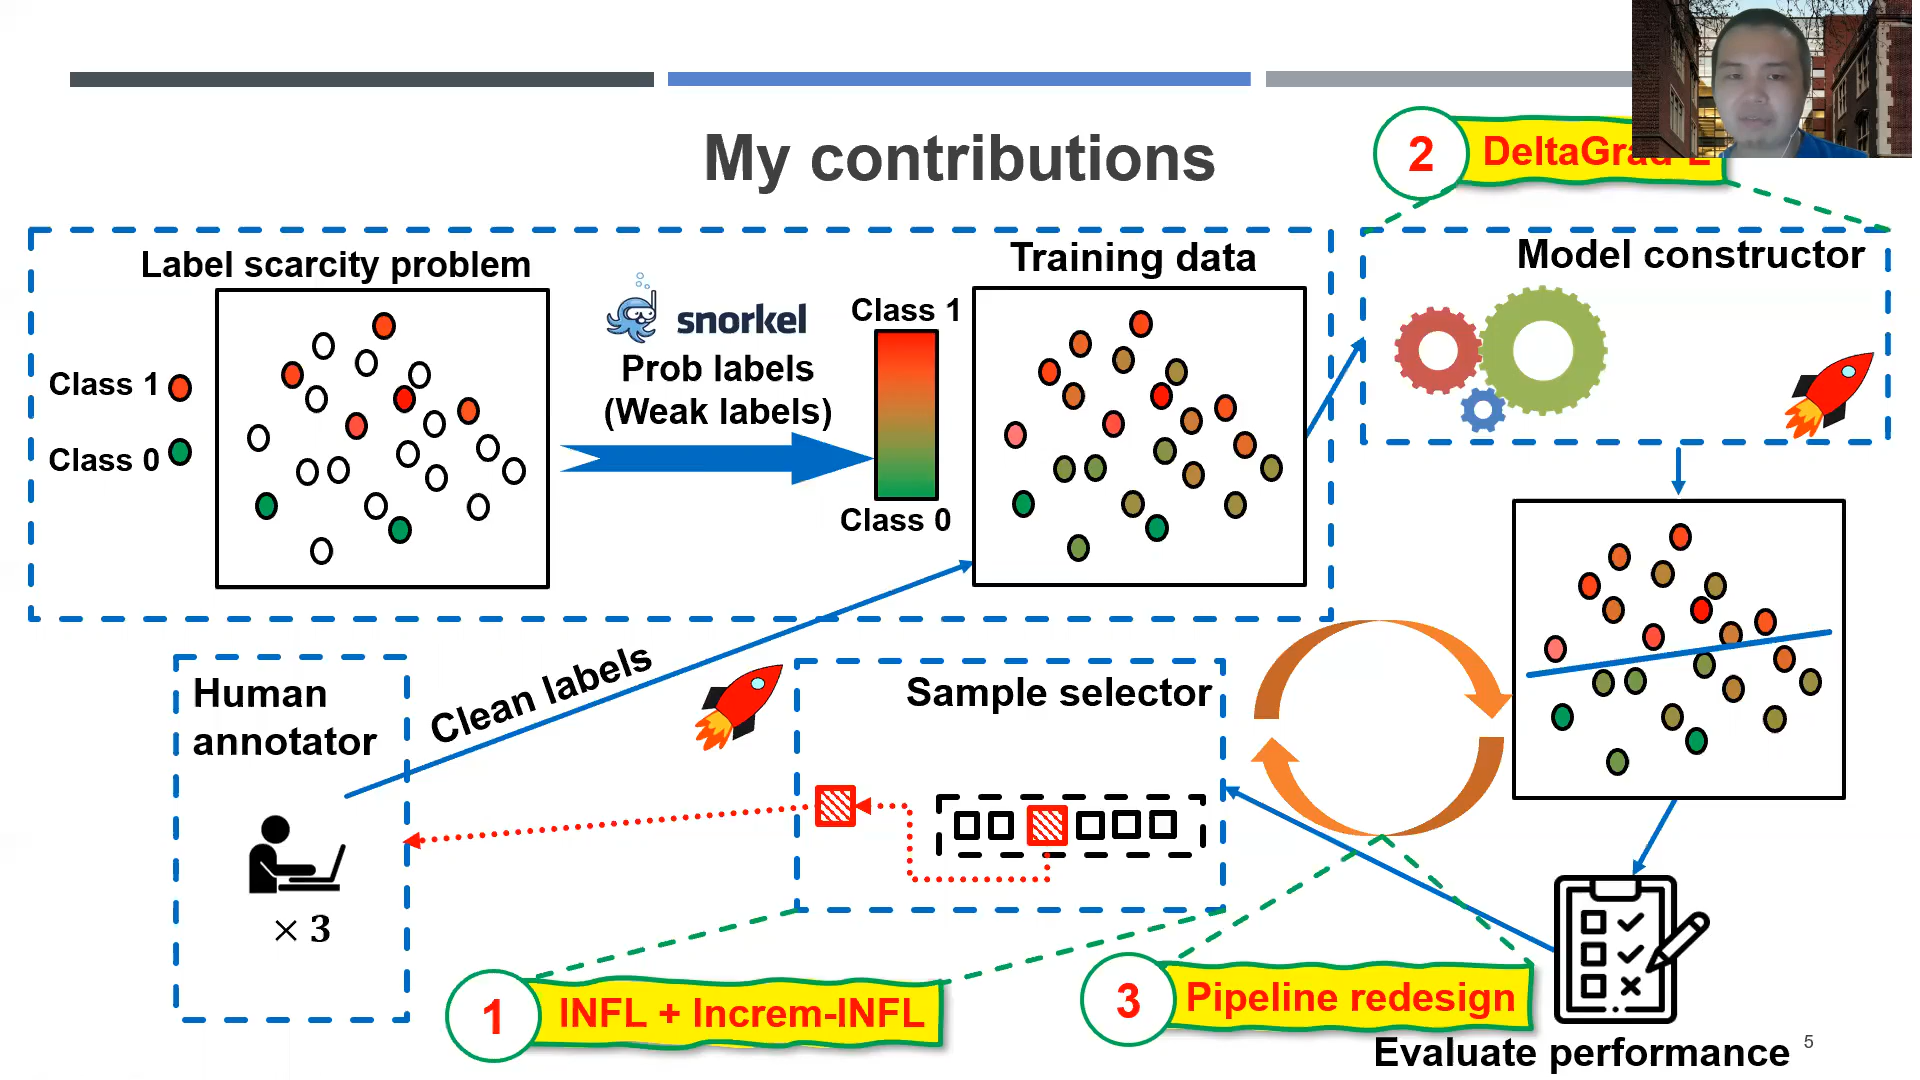 My contributions
2
DeltaGrad-L
Label scarcity problem
Class 1
Class 0
snorkel
Prob labels
(Weak labels)
Class 1
Class 0
Training data
Model constructor
Human
annotator
× 3
Clean labels
Sample selector
1
INFL + Increm-INFL
3
Pipeline redesign
Evaluate performance
5